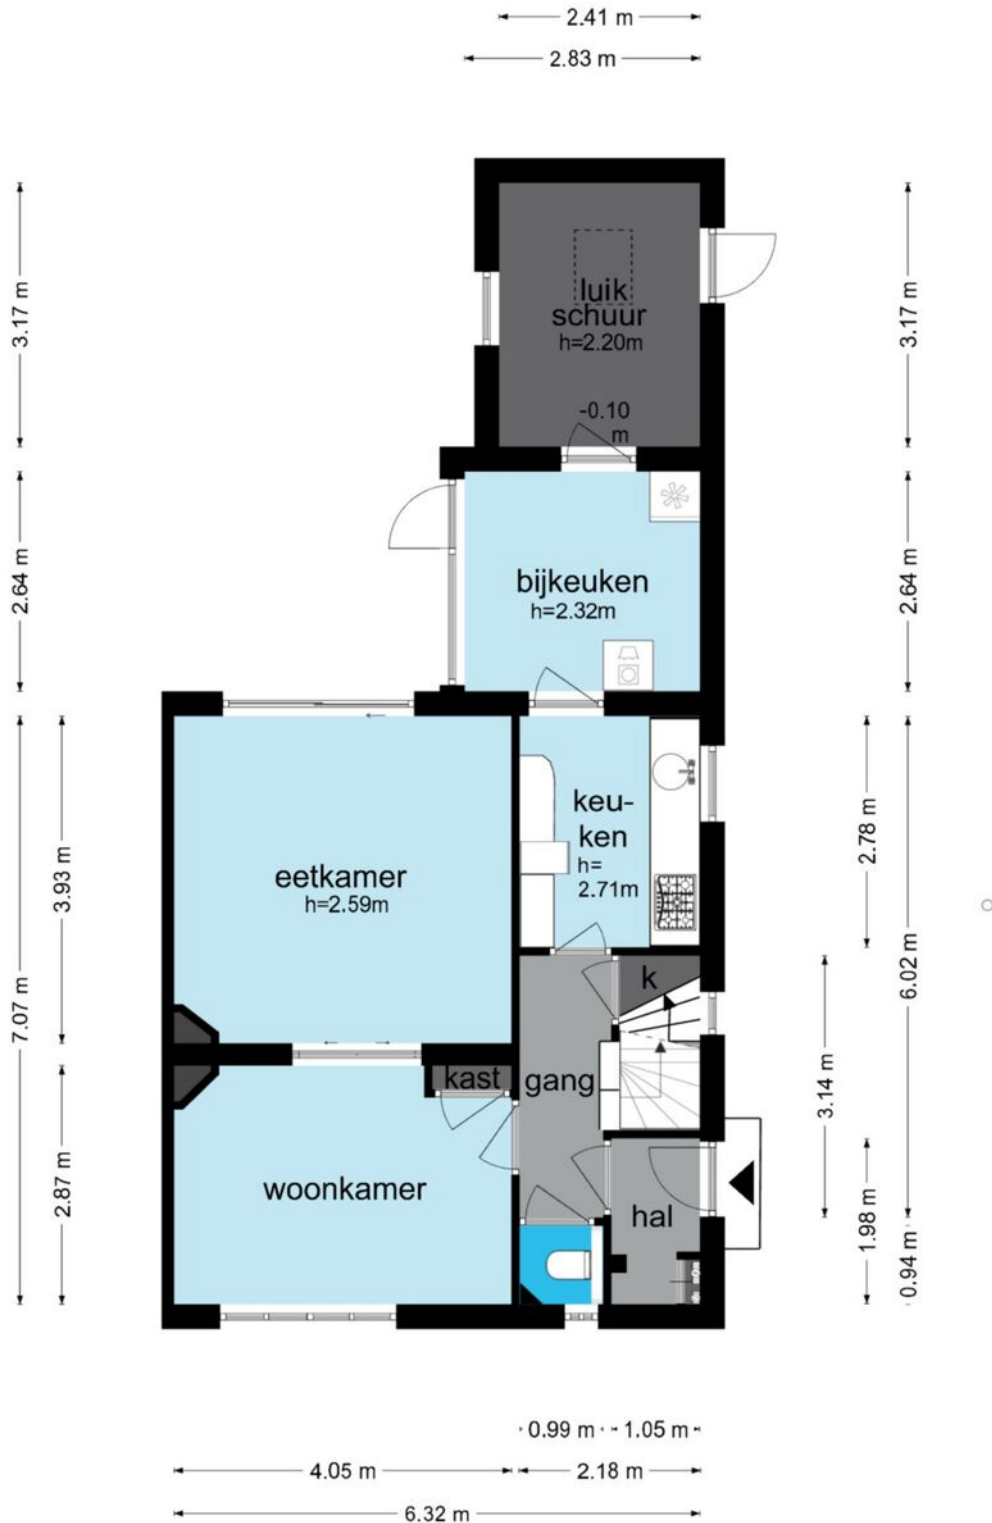 2.41 m
2.83 m
3.17 m
3.17 m
luik
schuur
h=2.20m
-0.10
m
2.64 m
2.64 m
bijkeuken
h=2.32m
keu-
ken
h=
2.71m
2.78 m
eetkamer
h=2.59m
3.93 m
7.07 m
6.02 m
k
3.14 m
kast
gang
woonkamer
2.87 m
hal
1.98 m
0.94 m
0.99 m
1.05 m
4.05 m
2.18 m
6.32 m